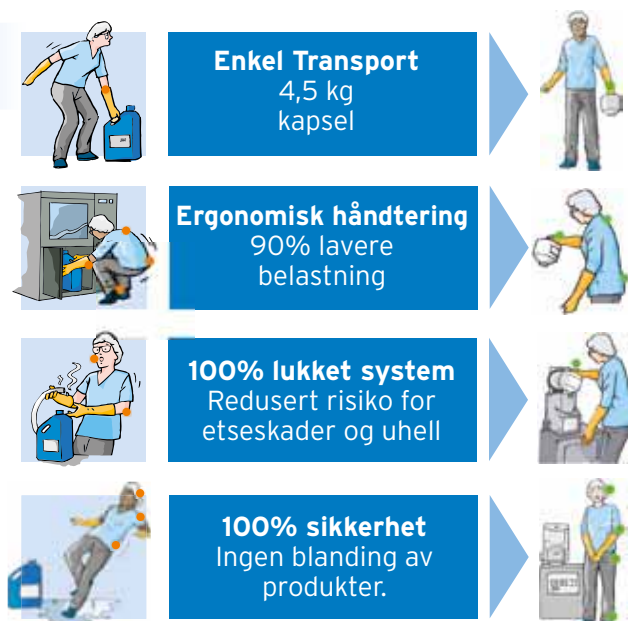 Enkel Transport
4,5 kg
kapsel
Ergonomisk håndtering
90% lavere
belastning
100% lukket system
Redusert risiko for
etseskader og uhell
100% sikkerhet
Ingen blanding av
produkter.